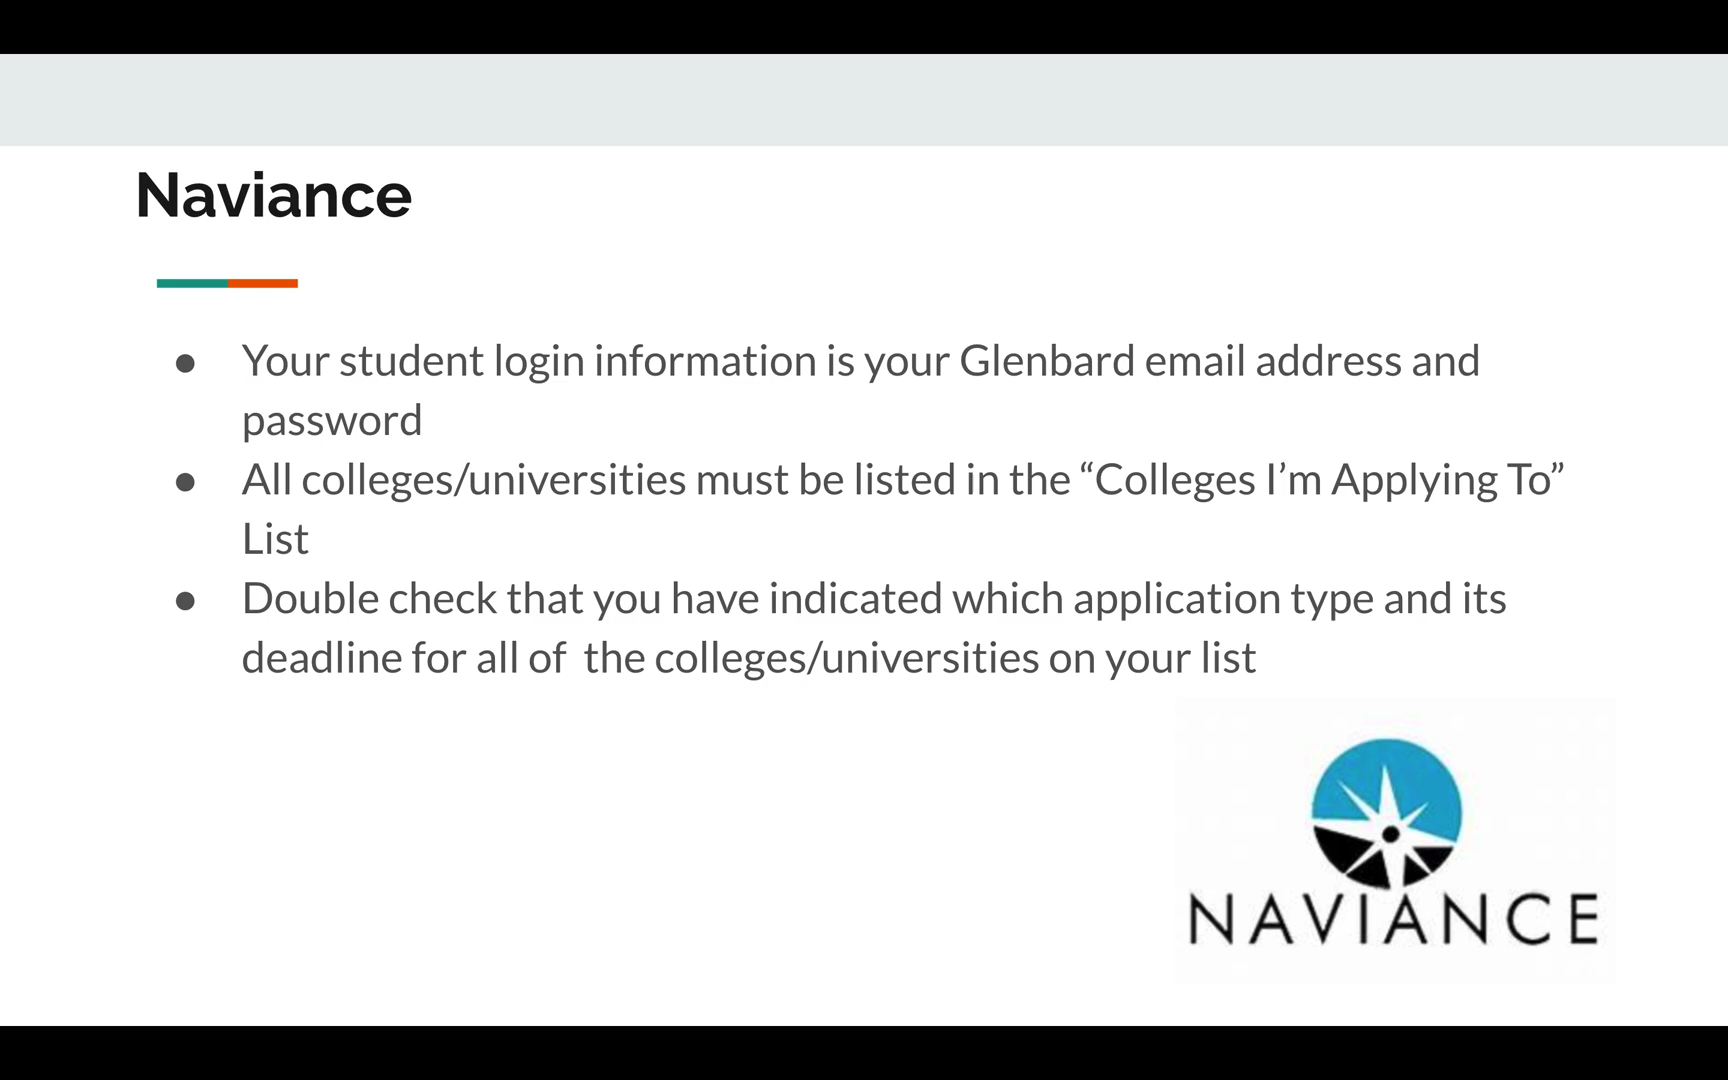 Naviance
● Your student login information is your Glenbard email address and
password
● All colleges/universities must be listed in the “Colleges I’m Applying To”
List
● Double check that you have indicated which application type and its
deadline for all of  the colleges/universities on your list
NAVIANCE